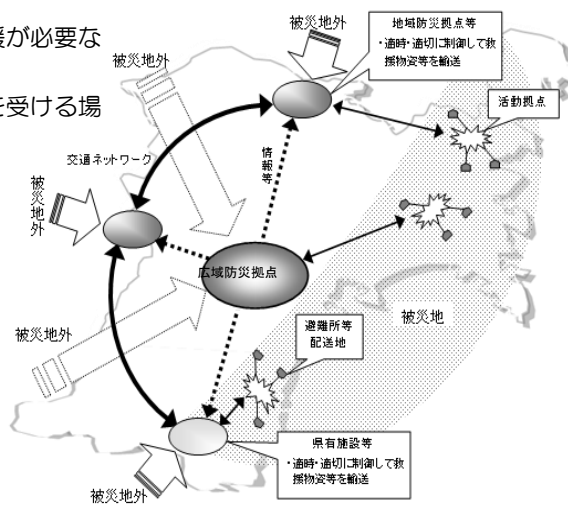 援が必要な
を受ける場
被災地外
被災地外
地域防災拠点等
・適時・適切に制御して救
援物資等を輸送
活動拠点
交通ネットワーク
情報等
被災地外
広域防災拠点
被災地
被災地外
避難所等
配送地
県有施設等
・適時・適切に制御して救
援物資等を輸送
被災地外